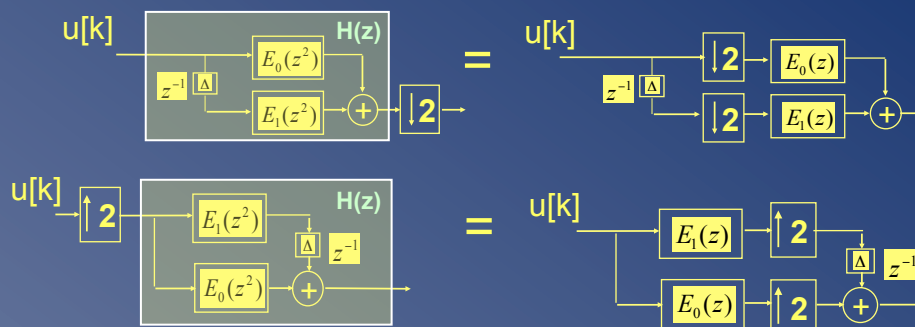 u[k] H(z) E₀(z²) z⁻¹ Δ E₁(z²) + ↓2
=
u[k] ↓2 E₀(z) z⁻¹ Δ ↓2 E₁(z) +
u[k] ↑2 H(z) E₁(z²) Δ z⁻¹ E₀(z²) +
=
u[k] E₁(z) ↑2 Δ z⁻¹ E₀(z) ↑2 +